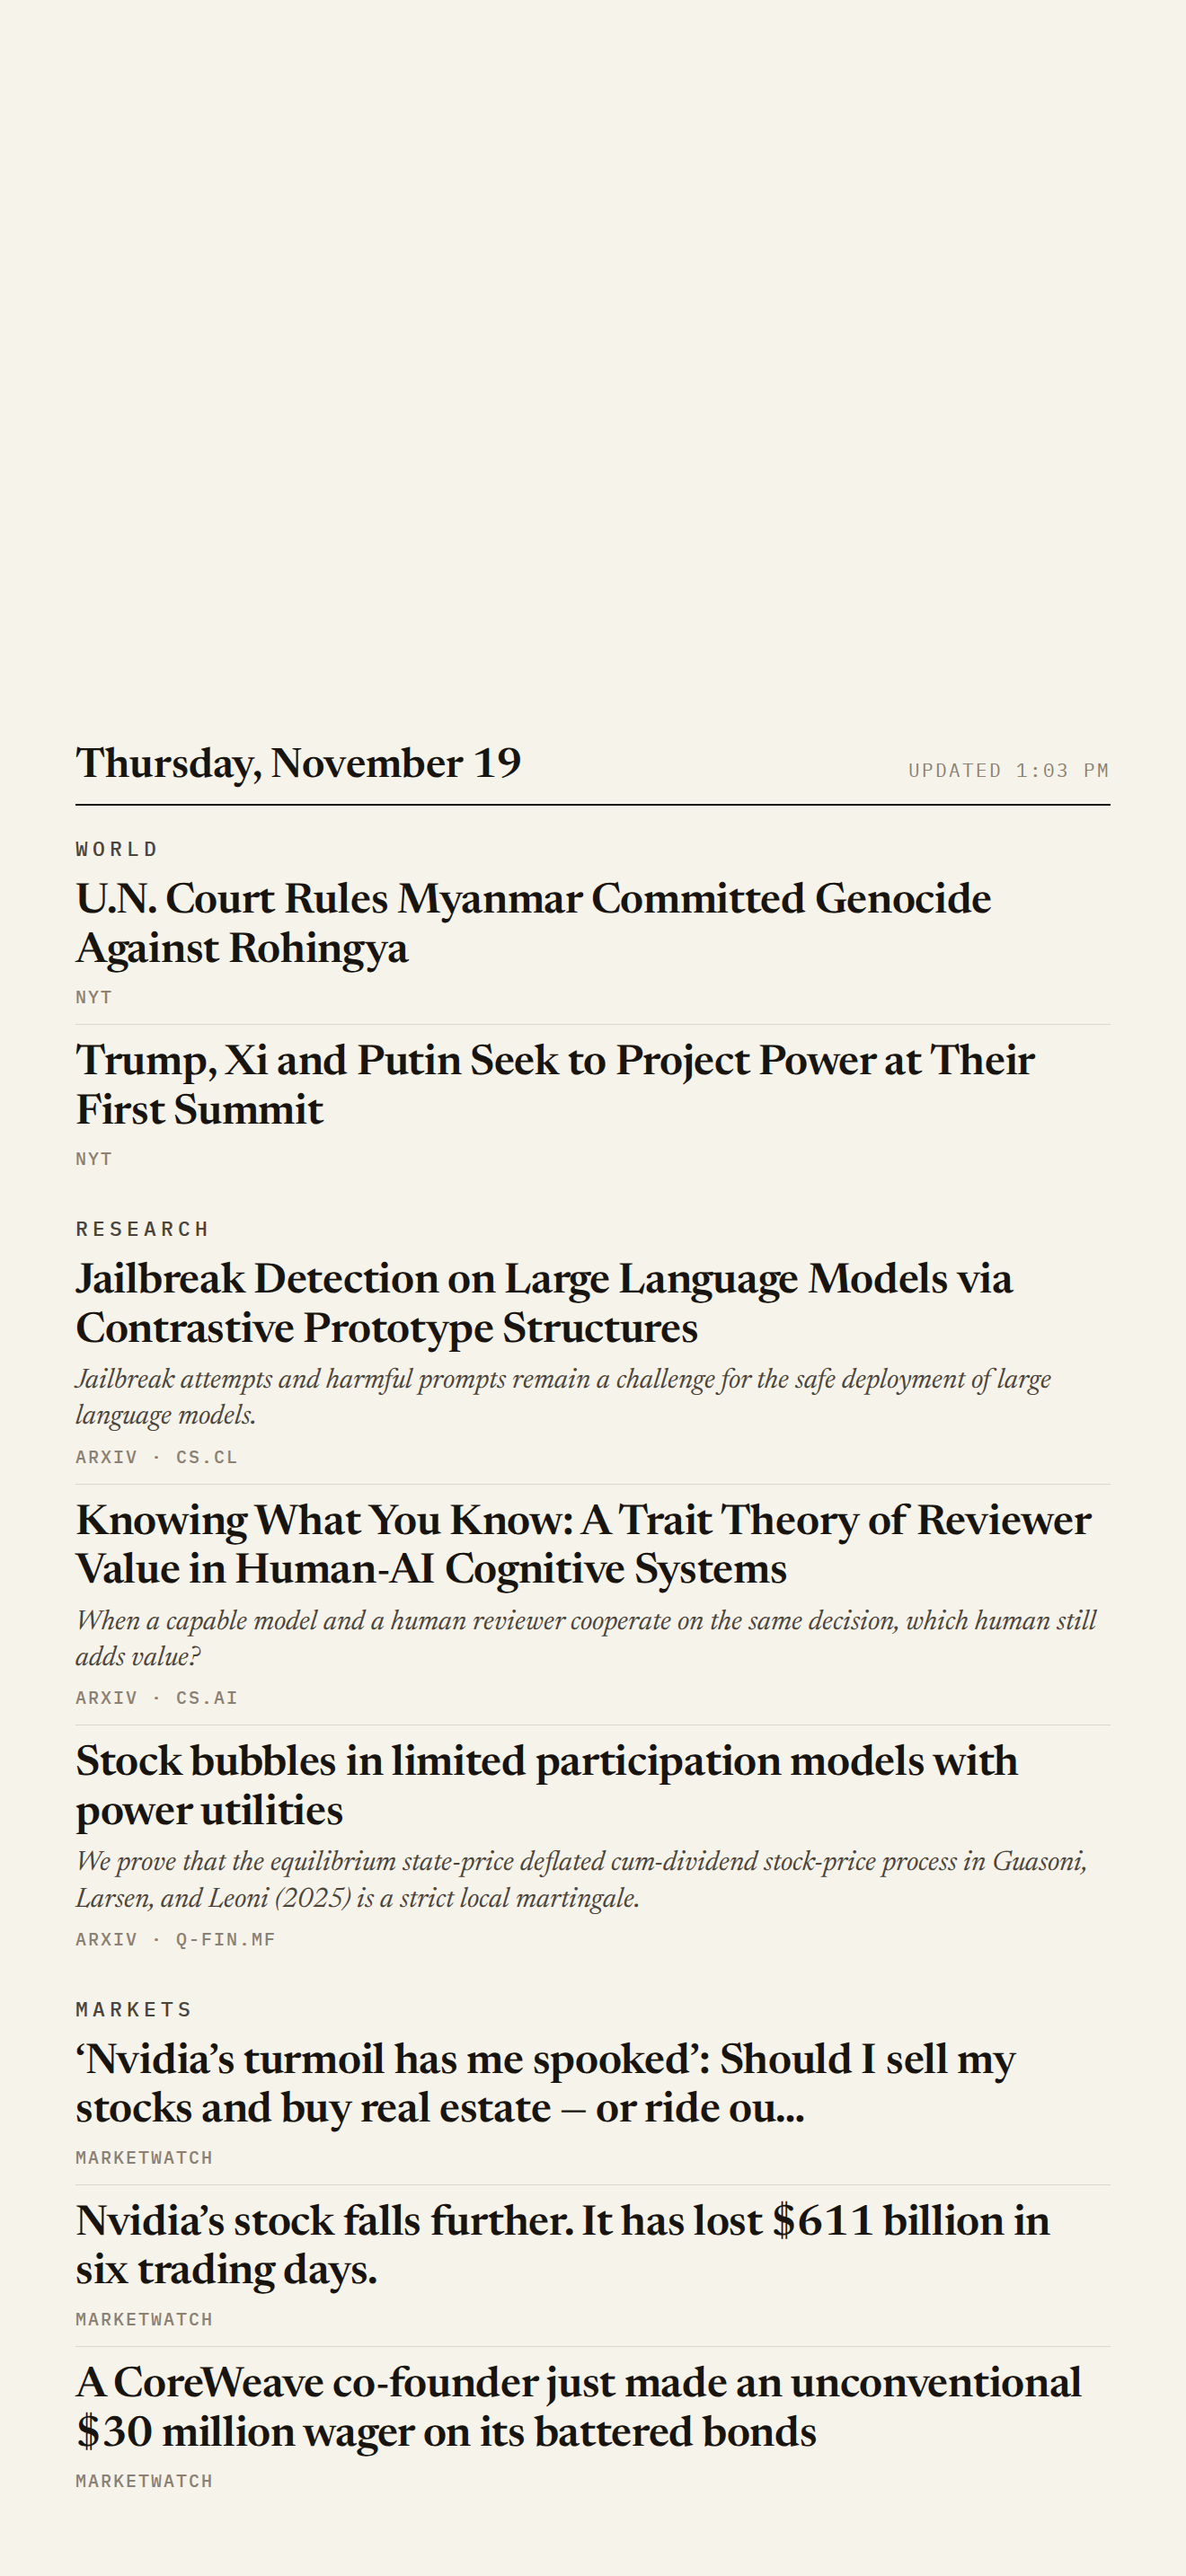 Thursday, November 19
UPDATED 1:03 PM
WORLD
U.N. Court Rules Myanmar Committed Genocide
Against Rohingya
NYT
Trump, Xi and Putin Seek to Project Power at Their
First Summit
NYT
RESEARCH
Jailbreak Detection on Large Language Models via
Contrastive Prototype Structures
Jailbreak attempts and harmful prompts remain a challenge for the safe deployment of large
language models.
ARXIV · CS.CL
Knowing What You Know: A Trait Theory of Reviewer
Value in Human-AI Cognitive Systems
When a capable model and a human reviewer cooperate on the same decision, which human still
adds value?
ARXIV · CS.AI
Stock bubbles in limited participation models with
power utilities
We prove that the equilibrium state-price deflated cum-dividend stock-price process in Guasoni,
Larsen, and Leoni (2025) is a strict local martingale.
ARXIV · Q-FIN.MF
MARKETS
‘Nvidia’s turmoil has me spooked’: Should I sell my
stocks and buy real estate — or ride ou...
MARKETWATCH
Nvidia’s stock falls further. It has lost $611 billion in
six trading days.
MARKETWATCH
A CoreWeave co-founder just made an unconventional
$30 million wager on its battered bonds
MARKETWATCH